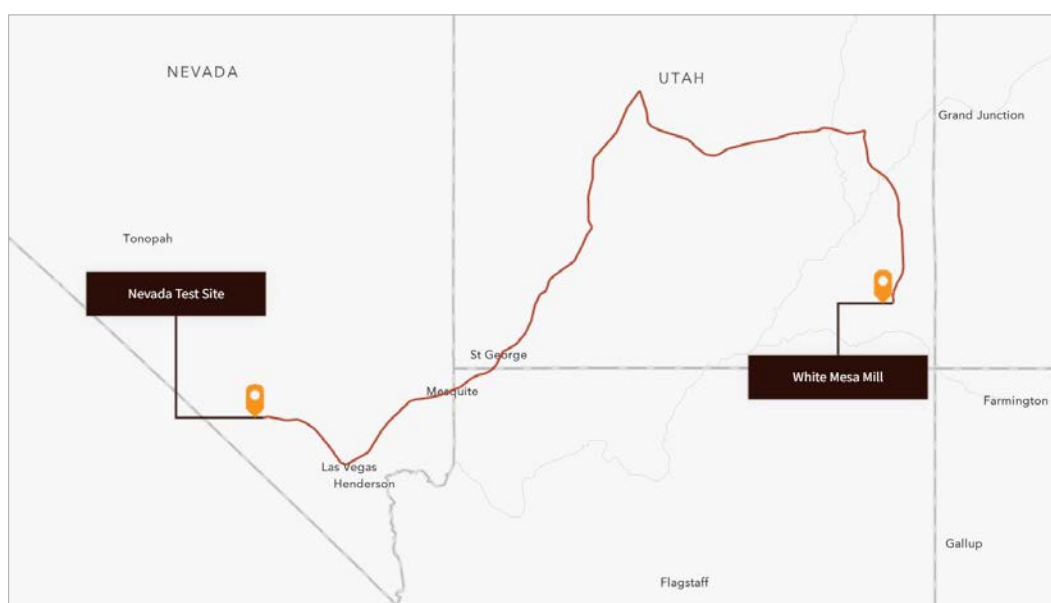 NEVADA
UTAH
Grand Junction
Tonopah
Nevada Test Site
St George
White Mesa Mill
Mesquite
Farmington
Las Vegas
Henderson
Gallup
Flagstaff